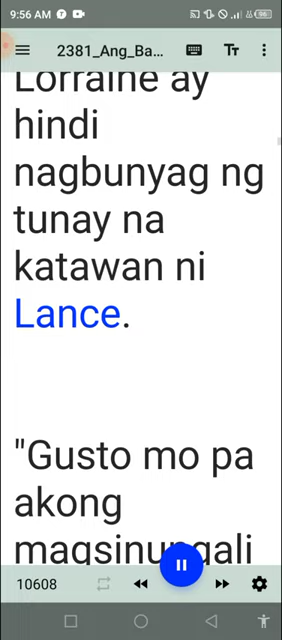 9:56 AM
2381_Ang_Ba...
Lorraine ay
hindi
nagbunyag ng
tunay na
katawan ni
Lance.
"Gusto mo pa
akong
magsinungali
10608